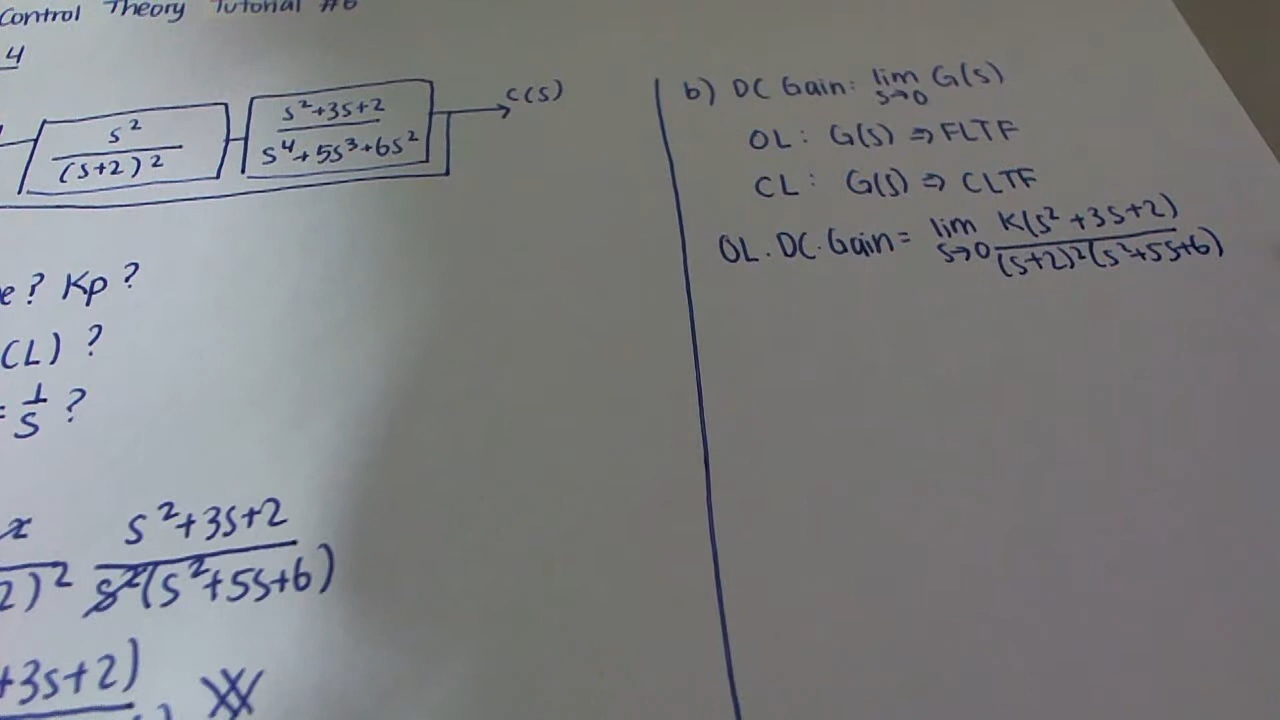 Control Theory Tutorial #6
4
s² / (s+2)²
s²+3s+2 / s⁴+5s³+6s²
C(s)
e? Kp?
(CL)?
= 1/s ?
s²+3s+2
2)² s²(s²+5s+6)
+3s+2)
b) DC Gain: lim s→0 G(s)
OL: G(s) ⇒ FLTF
CL: G(s) ⇒ CLTF
OL. DC. Gain = lim s→0 K(s²+3s+2) / (s+2)²(s²+5s+6)